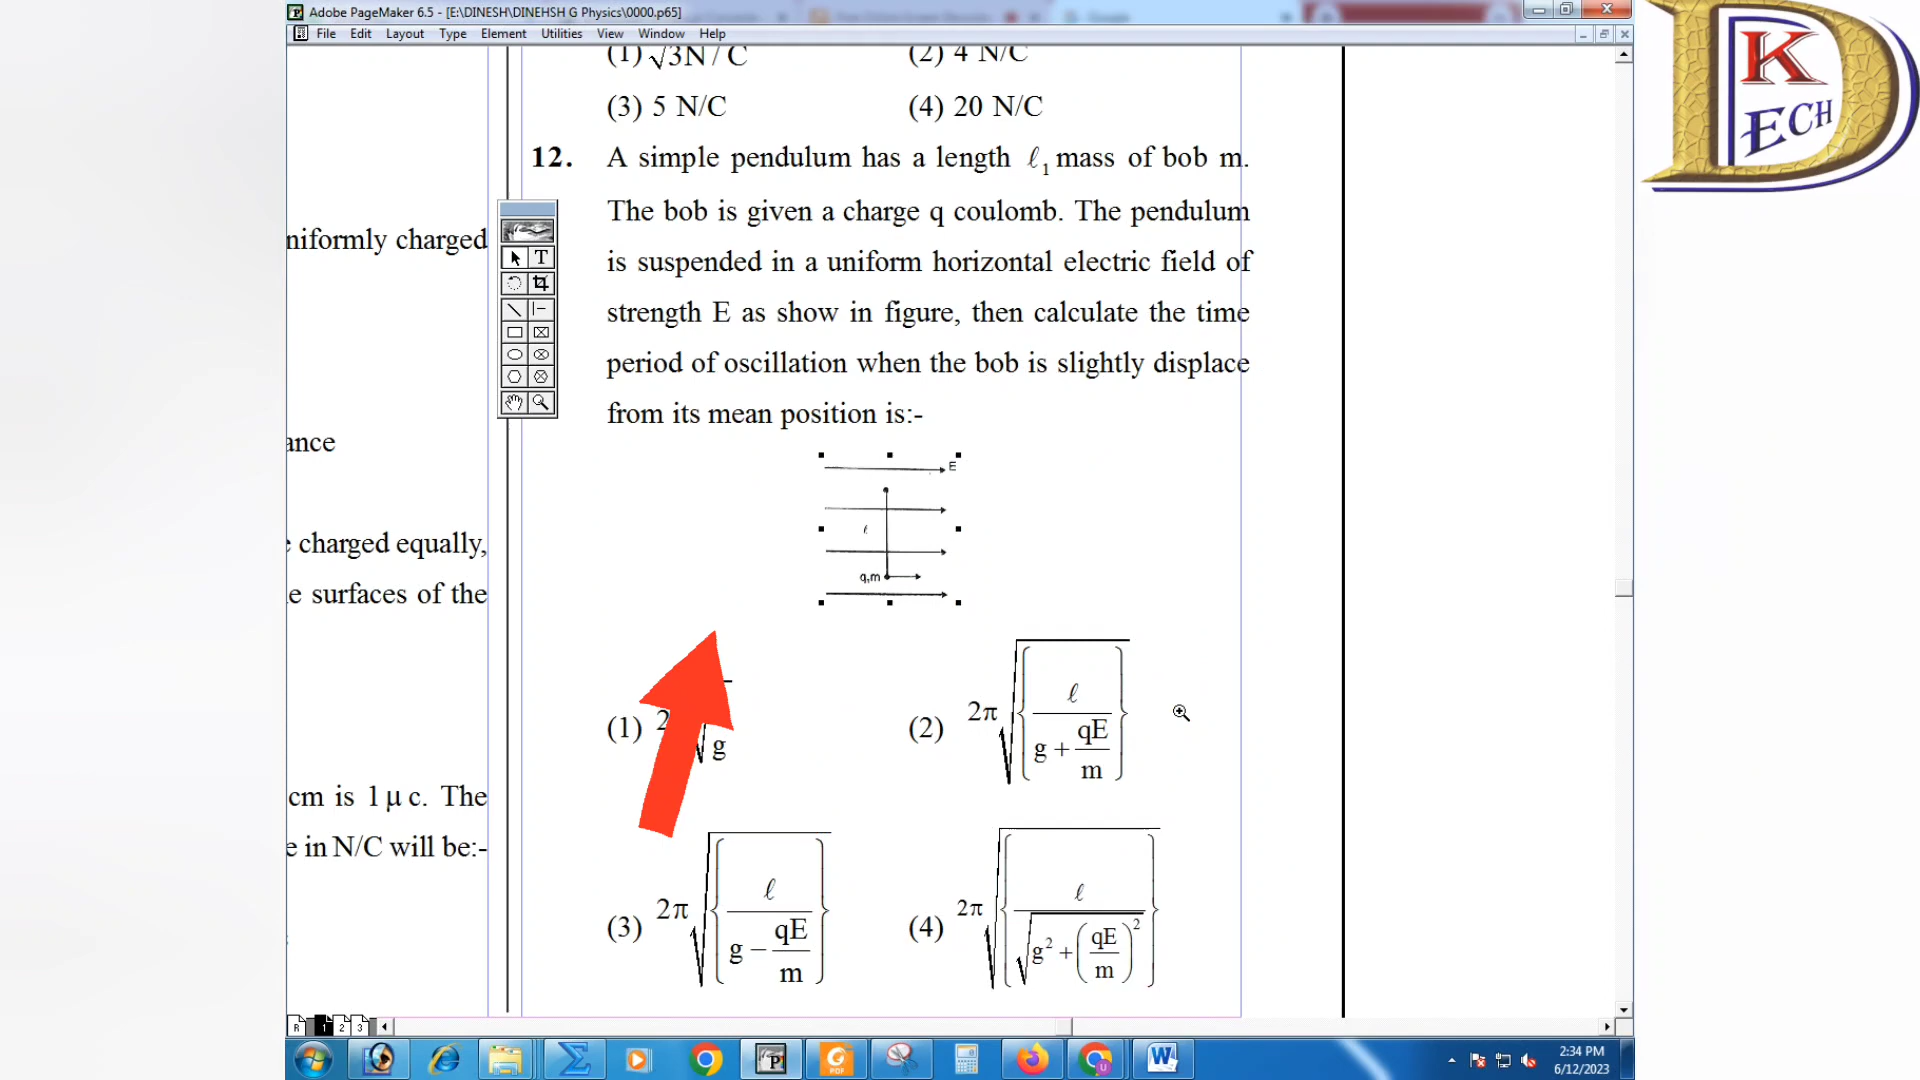 Adobe PageMaker 6.5 - [E:\DINESH\DINEHSH G Physics\0000.p65]
File Edit Layout Type Element Utilities View Window Help
K
D
ECH
(1) √3N / C (2) 4 N/C
(3) 5 N/C (4) 20 N/C
12. A simple pendulum has a length ℓ₁ mass of bob m.
The bob is given a charge q coulomb. The pendulum
is suspended in a uniform horizontal electric field of
strength E as show in figure, then calculate the time
period of oscillation when the bob is slightly displace
from its mean position is:-
E
ℓ
q,m
(1) 2 √ g
(2) 2π√{ℓ/(g + qE/m)}
(3) 2π√{ℓ/(g − qE/m)}
(4) 2π√{ℓ/√(g² + (qE/m)²)}
niformly charged
ance
charged equally,
e surfaces of the
cm is 1 μ c. The
e in N/C will be:-
T
R 1 2 3
2:34 PM
6/12/2023